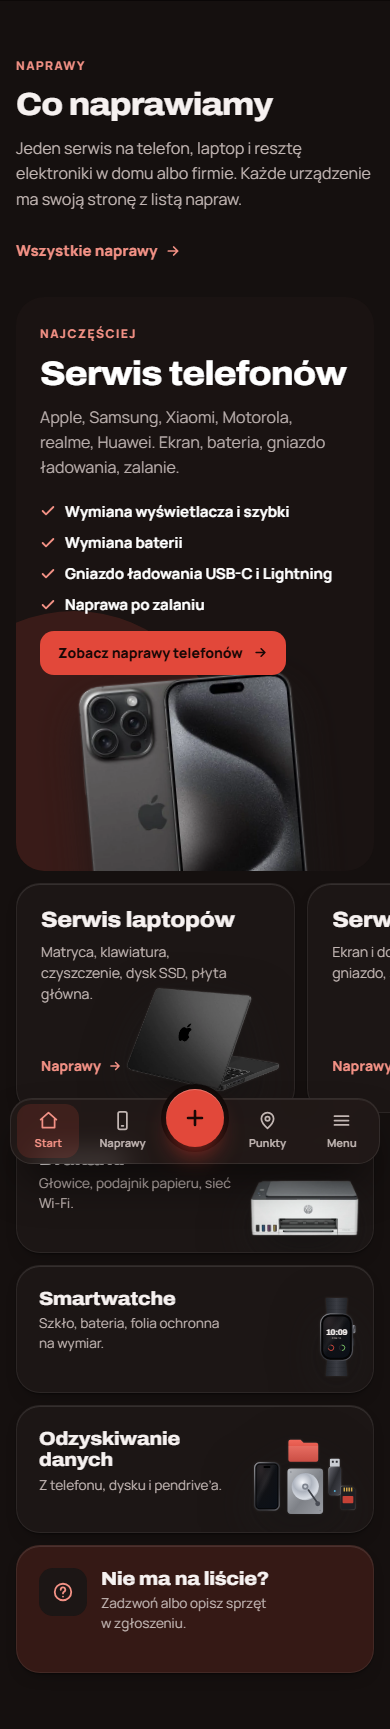 NAPRAWY
Co naprawiamy
Jeden serwis na telefon, laptop i resztę
elektroniki w domu albo firmie. Każde urządzenie
ma swoją stronę z listą napraw.
Wszystkie naprawy →
NAJCZĘŚCIEJ
Serwis telefonów
Apple, Samsung, Xiaomi, Motorola,
realme, Huawei. Ekran, bateria, gniazdo
ładowania, zalanie.
Wymiana wyświetlacza i szybki
Wymiana baterii
Gniazdo ładowania USB-C i Lightning
Naprawa po zalaniu
Zobacz naprawy telefonów →
Serwis laptopów
Matryca, klawiatura,
czyszczenie, dysk SSD, płyta
główna.
Naprawy →
Serw
Ekran i do
gniazdo,
Naprawy
Start
Naprawy
+
Punkty
Menu
Głowice, podajnik papieru, sieć
Wi-Fi.
hp
Smartwatche
Szkło, bateria, folia ochronna
na wymiar.
10:09
Odzyskiwanie
danych
Z telefonu, dysku i pendrive'a.
Nie ma na liście?
Zadzwoń albo opisz sprzęt
w zgłoszeniu.